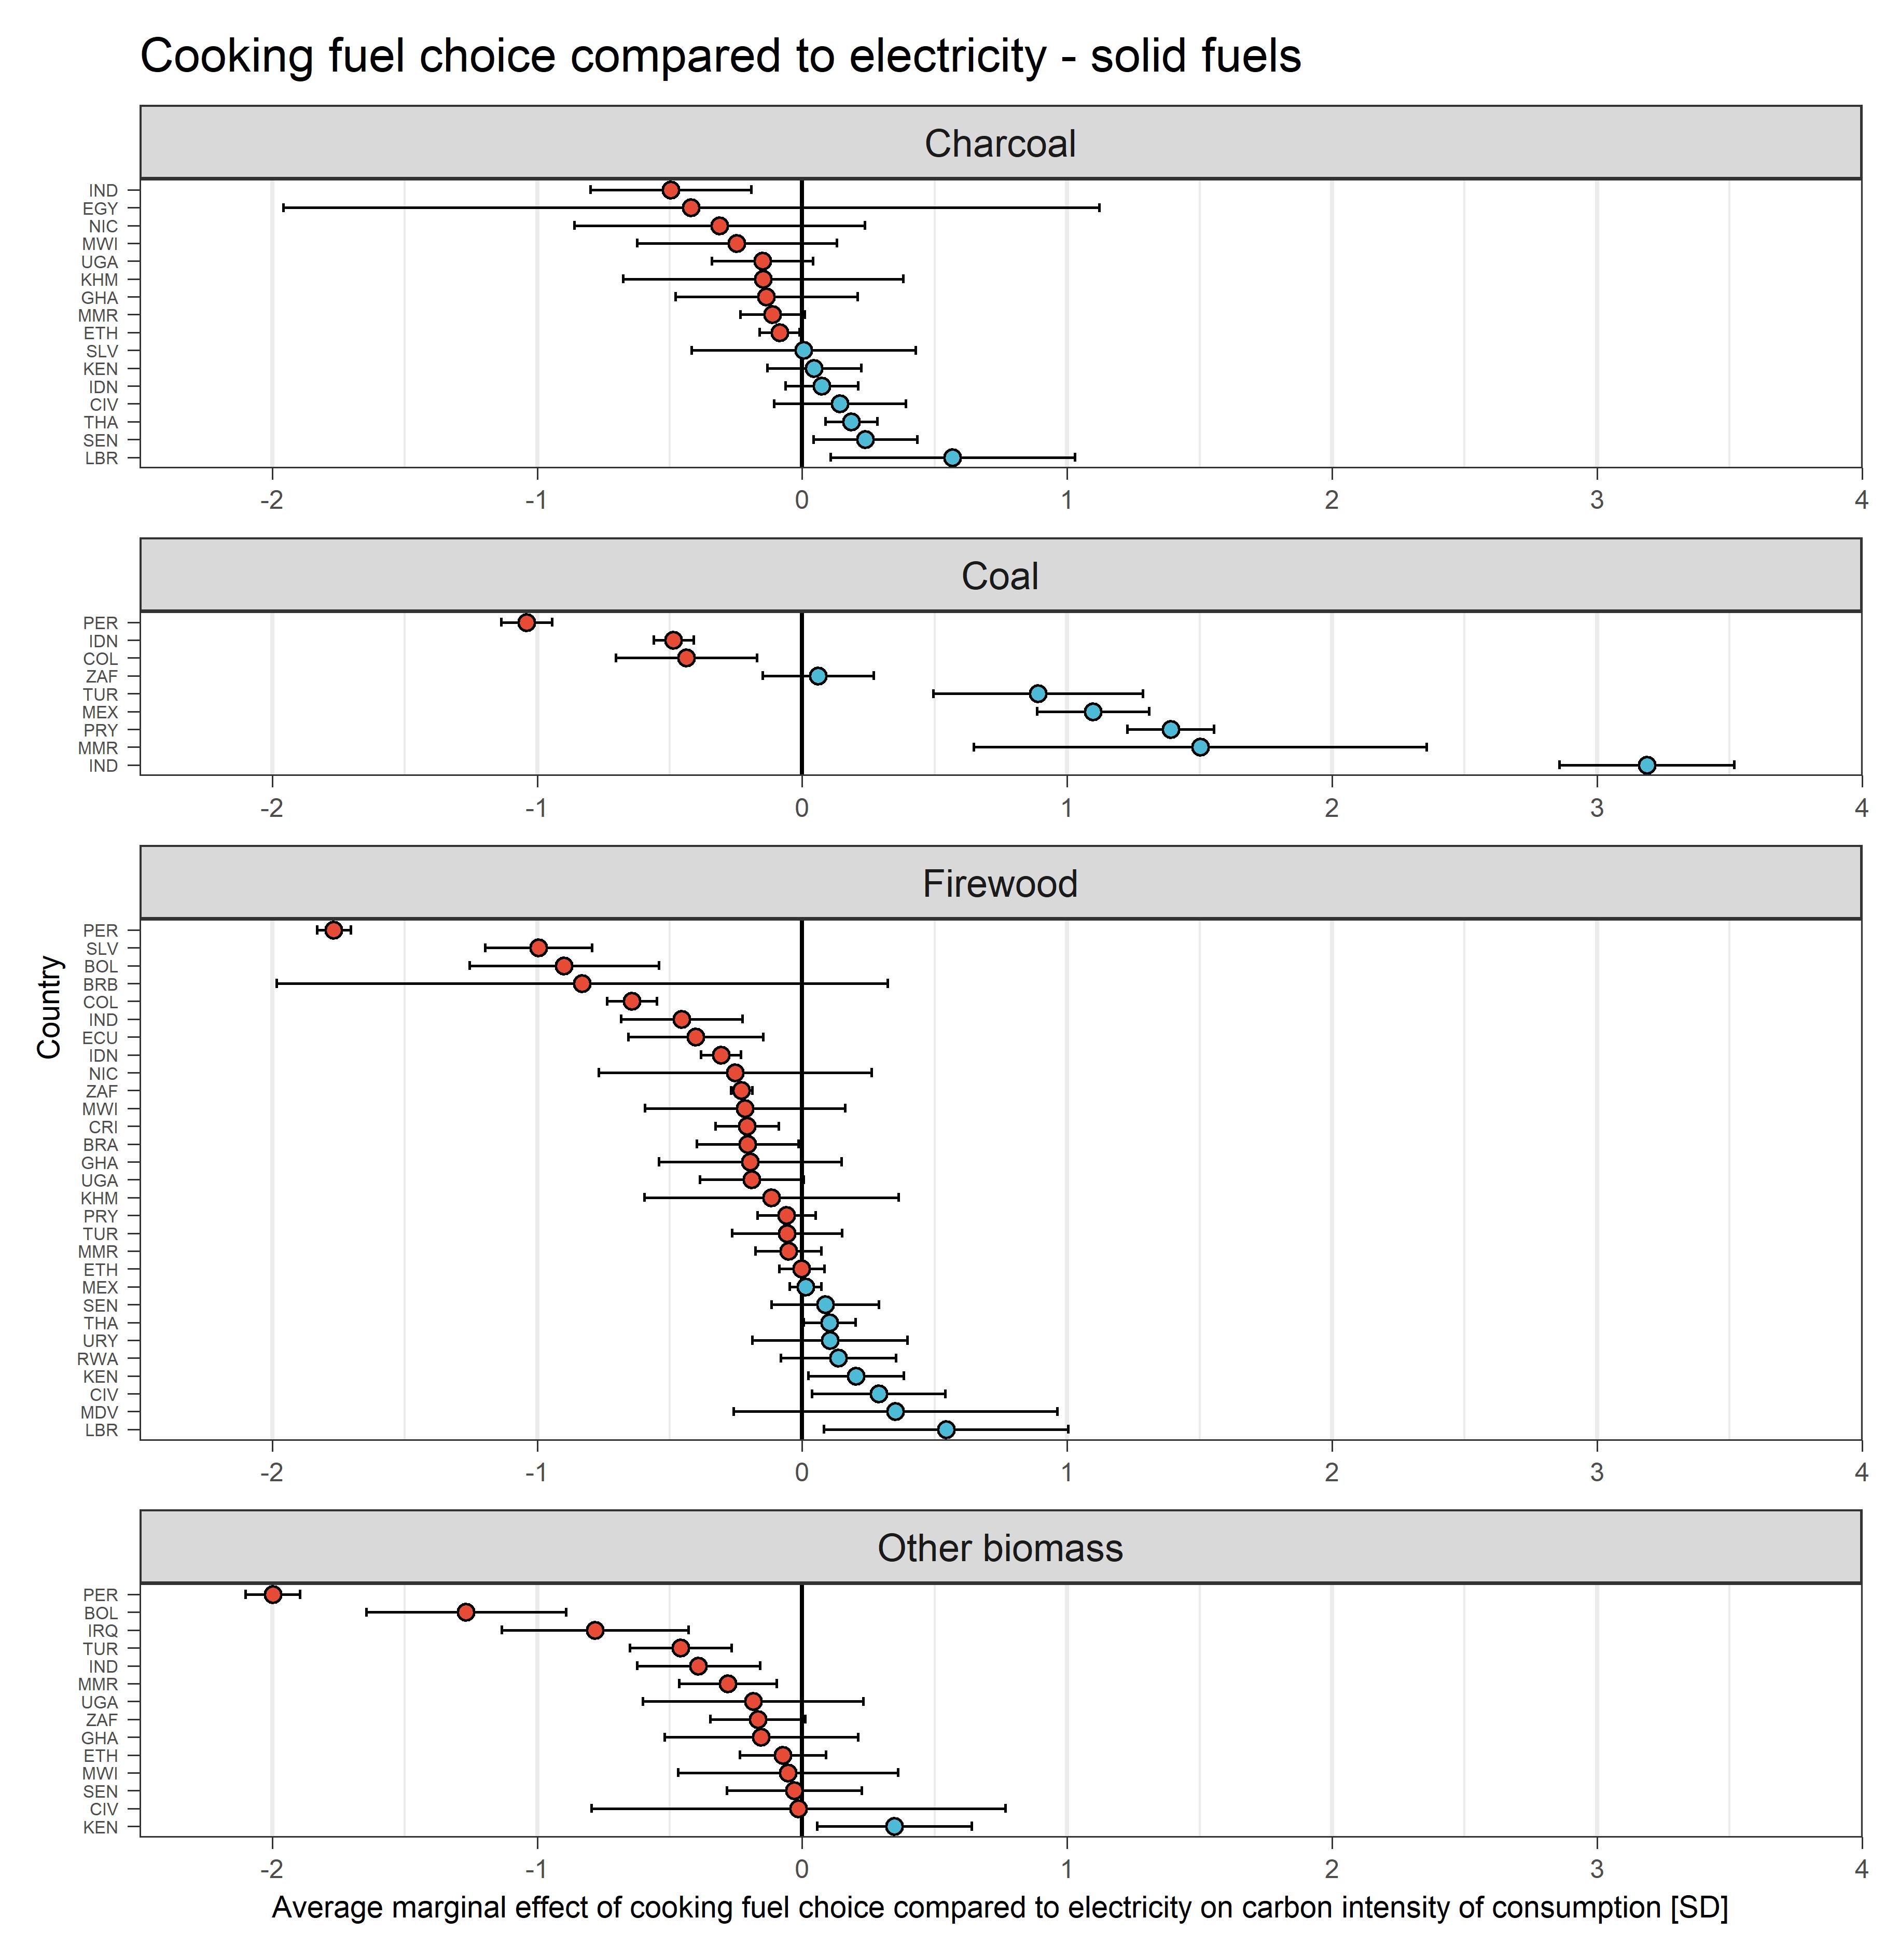 Cooking fuel choice compared to electricity - solid fuels
Charcoal
IND
EGY
NIC
MWI
UGA
KHM
GHA
MMR
ETH
SLV
KEN
IDN
CIV
THA
SEN
LBR
-2 -1 0 1 2 3 4
Coal
PER
IDN
COL
ZAF
TUR
MEX
PRY
MMR
IND
-2 -1 0 1 2 3 4
Firewood
Country
PER
SLV
BOL
BRB
COL
IND
ECU
IDN
NIC
ZAF
MWI
CRI
BRA
GHA
UGA
KHM
PRY
TUR
MMR
ETH
MEX
SEN
THA
URY
RWA
KEN
CIV
MDV
LBR
-2 -1 0 1 2 3 4
Other biomass
PER
BOL
IRQ
TUR
IND
MMR
UGA
ZAF
GHA
ETH
MWI
SEN
CIV
KEN
-2 -1 0 1 2 3 4
Average marginal effect of cooking fuel choice compared to electricity on carbon intensity of consumption [SD]